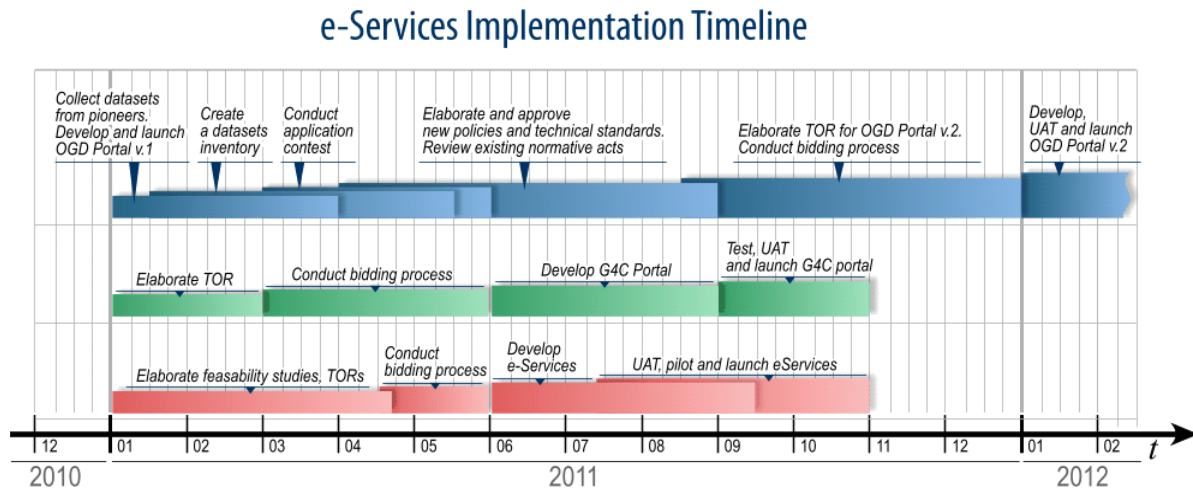 e-Services Implementation Timeline
Collect datasets
from pioneers.
Develop and launch
OGD Portal v.1
Create
a datasets
inventory
Conduct
application
contest
Elaborate and approve
new policies and technical standards.
Review existing normative acts
Elaborate TOR for OGD Portal v.2.
Conduct bidding process
Develop,
UAT and launch
OGD Portal v.2
Elaborate TOR
Conduct bidding process
Develop G4C Portal
Test, UAT
and launch G4C portal
Elaborate feasability studies, TORs
Conduct
bidding process
Develop
e-Services
UAT, pilot and launch eServices
12 01 02 03 04 05 06 07 08 09 10 11 12 01 02 t
2010 2011 2012